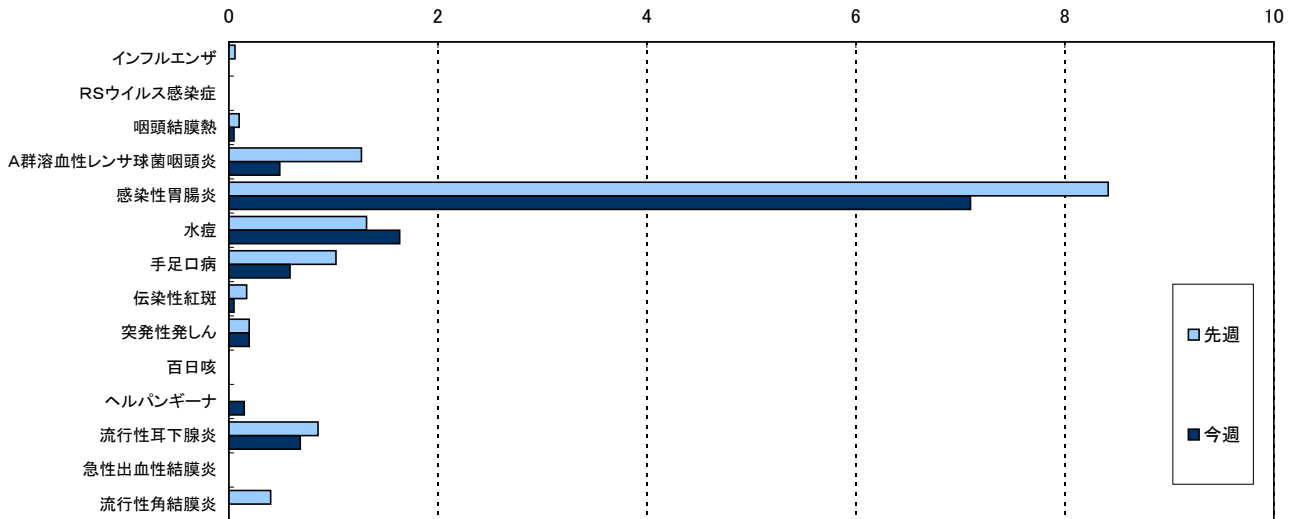 0 2 4 6 8 10
インフルエンザ
RSウイルス感染症
咽頭結膜熱
A群溶血性レンサ球菌咽頭炎
感染性胃腸炎
水痘
手足口病
伝染性紅斑
突発性発しん
百日咳
ヘルパンギーナ
流行性耳下腺炎
急性出血性結膜炎
流行性角結膜炎
先週
今週